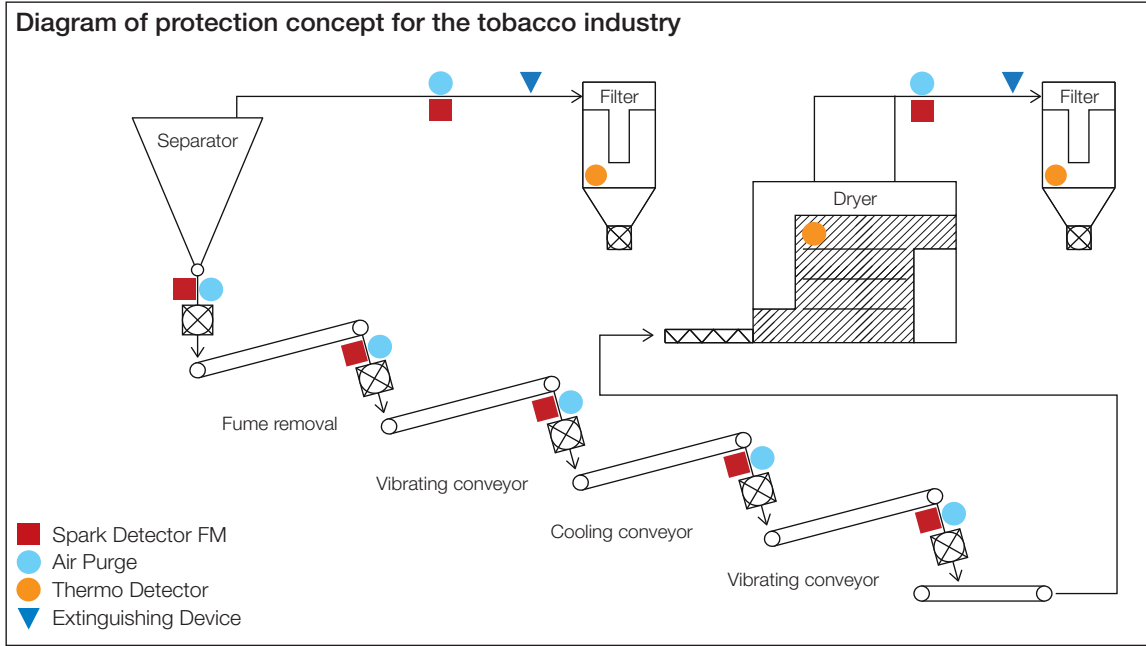 Diagram of protection concept for the tobacco industry
Separator
Filter
Filter
Dryer
Fume removal
Vibrating conveyor
Cooling conveyor
Vibrating conveyor
Spark Detector FM
Air Purge
Thermo Detector
Extinguishing Device